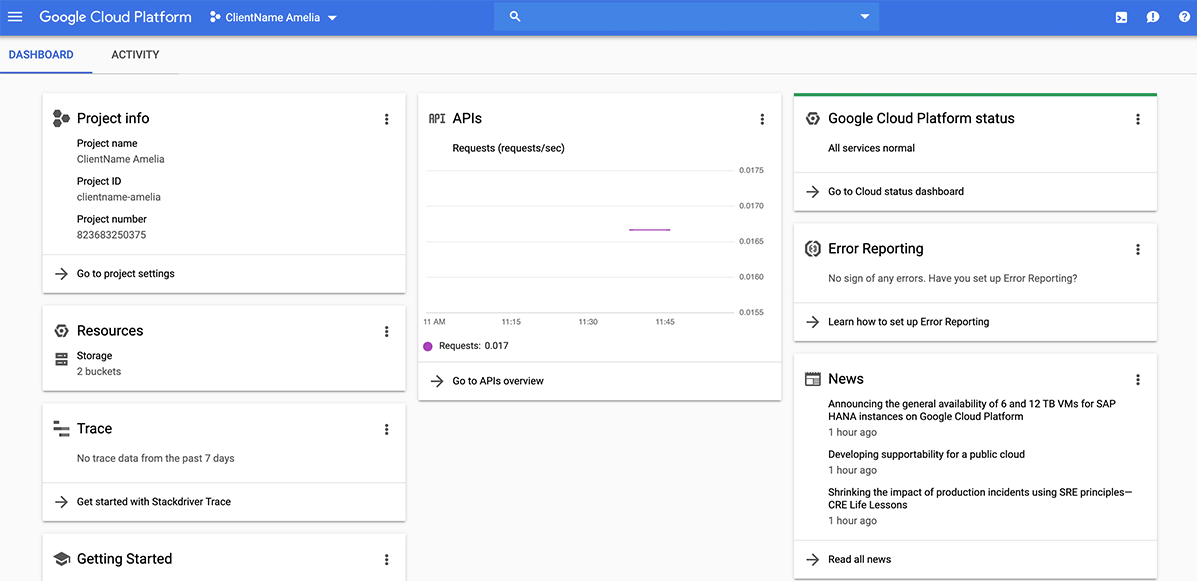 Google Cloud Platform
ClientName Amelia
DASHBOARD
ACTIVITY
Project info
Project name
ClientName Amelia
Project ID
clientname-amelia
Project number
823683250375
Go to project settings
Resources
Storage
2 buckets
Trace
No trace data from the past 7 days
Get started with Stackdriver Trace
Getting Started
API APIs
Requests (requests/sec)
0.0175
0.0170
0.0165
0.0160
0.0155
11 AM
11:15
11:30
11:45
Requests: 0.017
Go to APIs overview
Google Cloud Platform status
All services normal
Go to Cloud status dashboard
Error Reporting
No sign of any errors. Have you set up Error Reporting?
Learn how to set up Error Reporting
News
Announcing the general availability of 6 and 12 TB VMs for SAP
HANA instances on Google Cloud Platform
1 hour ago
Developing supportability for a public cloud
1 hour ago
Shrinking the impact of production incidents using SRE principles—
CRE Life Lessons
1 hour ago
Read all news